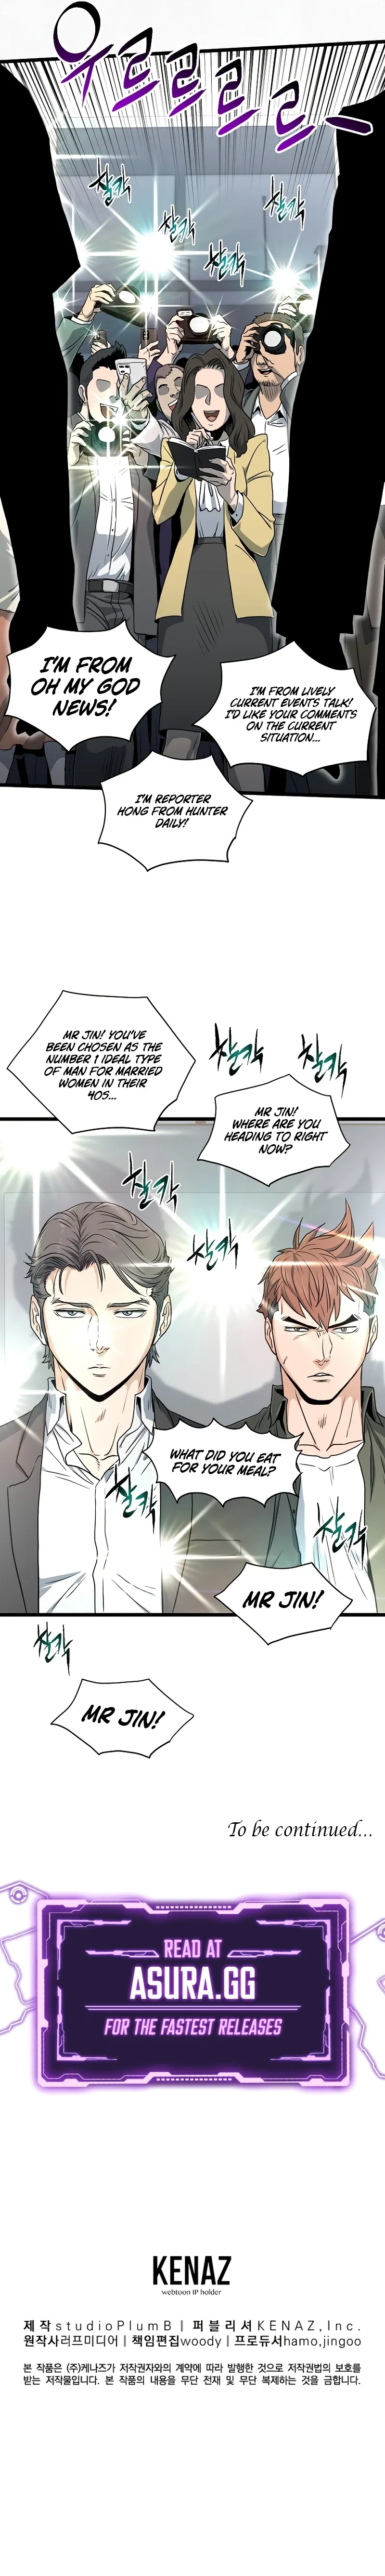 우르르르르~
찰칵
찰칵
찰칵
찰칵
I'M FROM
OH MY GOD
NEWS!
I'M FROM LIVELY
CURRENT EVENTS TALK!
I'D LIKE YOUR COMMENTS
ON THE CURRENT
SITUATION...
I'M REPORTER
HONG FROM HUNTER
DAILY!
MR JIN! YOU'VE
BEEN CHOSEN AS THE
NUMBER 1 IDEAL TYPE
OF MAN FOR MARRIED
WOMEN IN THEIR
40S...
찰칵
찰칵
MR JIN!
WHERE ARE YOU
HEADING TO RIGHT
NOW?
찰칵
찰칵
WHAT DID YOU EAT
FOR YOUR MEAL?
찰칵
찰칵
MR JIN!
찰칵
MR JIN!
To be continued...
READ AT
ASURA.GG
FOR THE FASTEST RELEASES
KENAZ
webtoon IP holder
제작 studioPlumB | 퍼블리셔 KENAZ, Inc.
원작사 러프미디어 | 책임편집 woody | 프로듀서 hamo, jingoo
본 작품은 (주)케나즈가 저작권자와의 계약에 따라 발행한 것으로 저작권법의 보호를
받는 저작물입니다. 본 작품의 내용을 무단 전재 및 무단 복제하는 것을 금합니다.